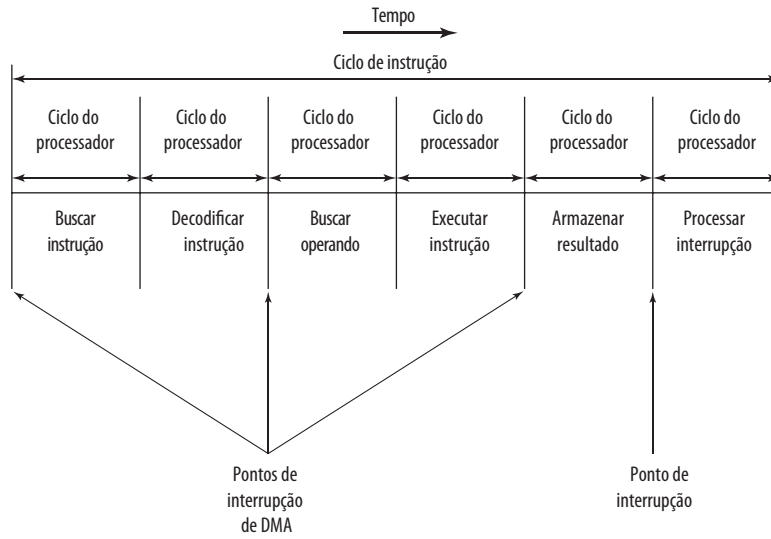 Tempo
Ciclo de instrução
Ciclo do processador
Ciclo do processador
Ciclo do processador
Ciclo do processador
Ciclo do processador
Ciclo do processador
Buscar instrução
Decodificar instrução
Buscar operando
Executar instrução
Armazenar resultado
Processar interrupção
Pontos de interrupção de DMA
Ponto de interrupção